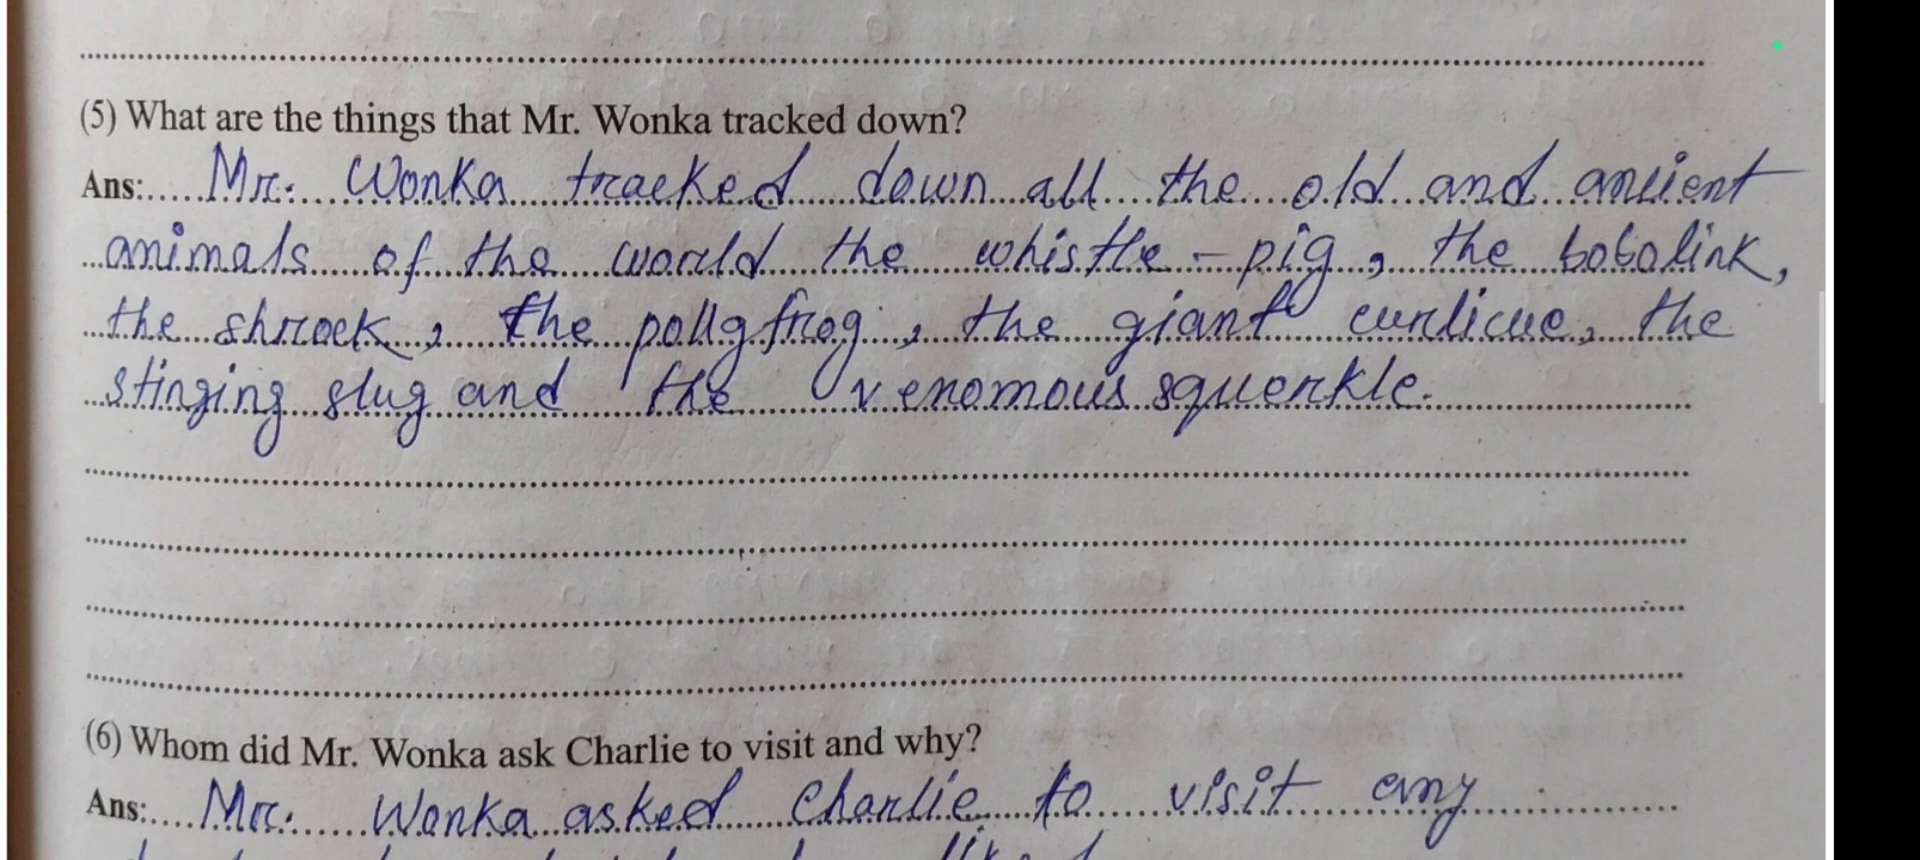 (5) What are the things that Mr. Wonka tracked down?
Ans: Mr. Wonka tracked down all the old and ancient
animals of the world the whistle-pig, the bobolink,
the shrock, the pollyfrog, the giant curlicue, the
stinging slug and the venomous squerkle.
(6) Whom did Mr. Wonka ask Charlie to visit and why?
Ans: Mr. Wonka asked Charlie to visit any